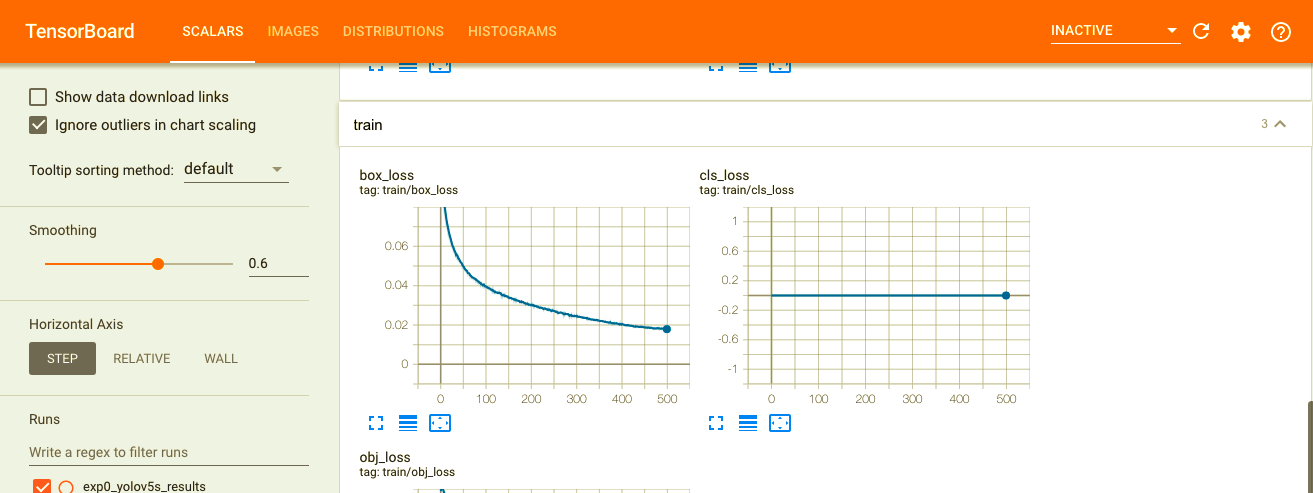 TensorBoard SCALARS IMAGES DISTRIBUTIONS HISTOGRAMS INACTIVE
Show data download links
Ignore outliers in chart scaling
Tooltip sorting method: default
Smoothing
0.6
Horizontal Axis
STEP RELATIVE WALL
Runs
Write a regex to filter runs
exp0_yolov5s_results
train 3
box_loss
tag: train/box_loss
0.06
0.04
0.02
0
0 100 200 300 400 500
cls_loss
tag: train/cls_loss
1
0.6
0.2
-0.2
-0.6
-1
0 100 200 300 400 500
obj_loss
tag: train/obj_loss